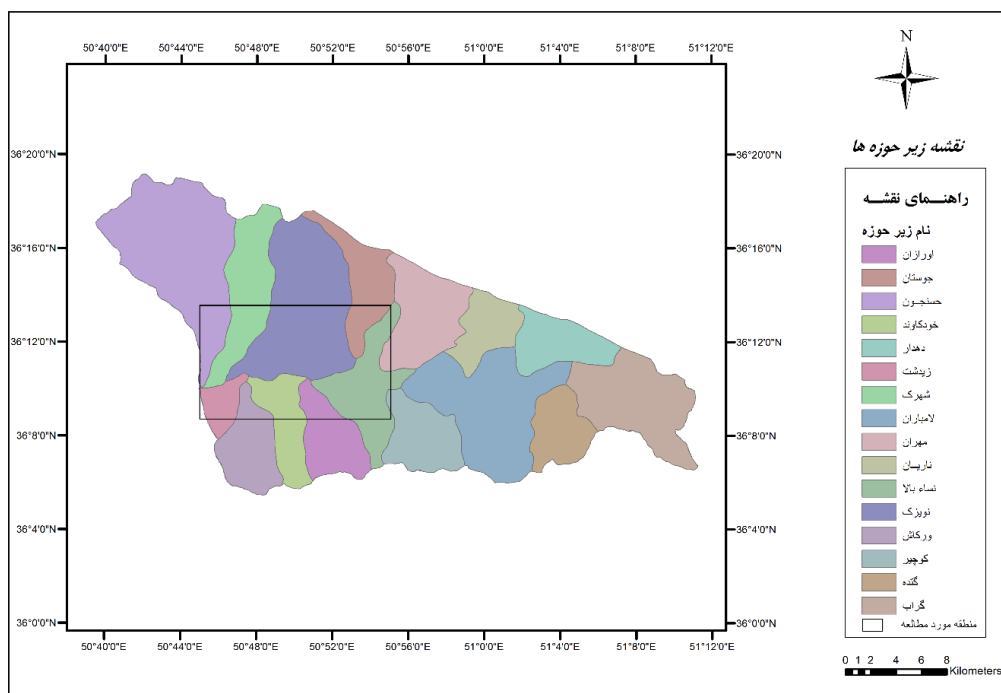 50°40'0"E 50°44'0"E 50°48'0"E 50°52'0"E 50°56'0"E 51°0'0"E 51°4'0"E 51°8'0"E 51°12'0"E
N
نقشه زیر حوزه ها
36°20'0"N 36°20'0"N
راهنمای نقشه
نام زیر حوزه
36°16'0"N 36°16'0"N
اورازان
جوستان
حسنجون
خودکاوند
36°12'0"N 36°12'0"N
دهدار
زیدشت
شهرک
لامباران
36°8'0"N 36°8'0"N
مهران
ناریان
نساء بالا
نویزک
36°4'0"N 36°4'0"N
ورکاش
کوچیر
گتده
گراب
36°0'0"N 36°0'0"N
منطقه مورد مطالعه
50°40'0"E 50°44'0"E 50°48'0"E 50°52'0"E 50°56'0"E 51°0'0"E 51°4'0"E 51°8'0"E 51°12'0"E
0 1 2 4 6 8
Kilometers